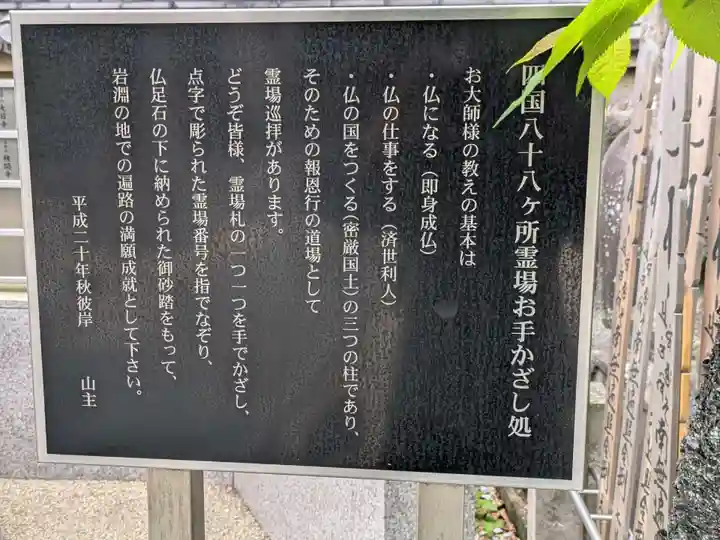 四国八十八ヶ所霊場お手かざし処
お大師様の教えの基本は
・仏になる（即身成仏）
・仏の仕事をする（済世利人）
・仏の国をつくる（密厳国土）の三つの柱であり、
そのための報恩行の道場として
霊場巡拝があります。
どうぞ皆様、霊場札の一つ一つを手でかざし、
点字で彫られた霊場番号を指でなぞり、
仏足石の下に納められた御砂踏をもって、
岩淵の地での遍路の満願成就として下さい。
平成二十年秋彼岸　山主